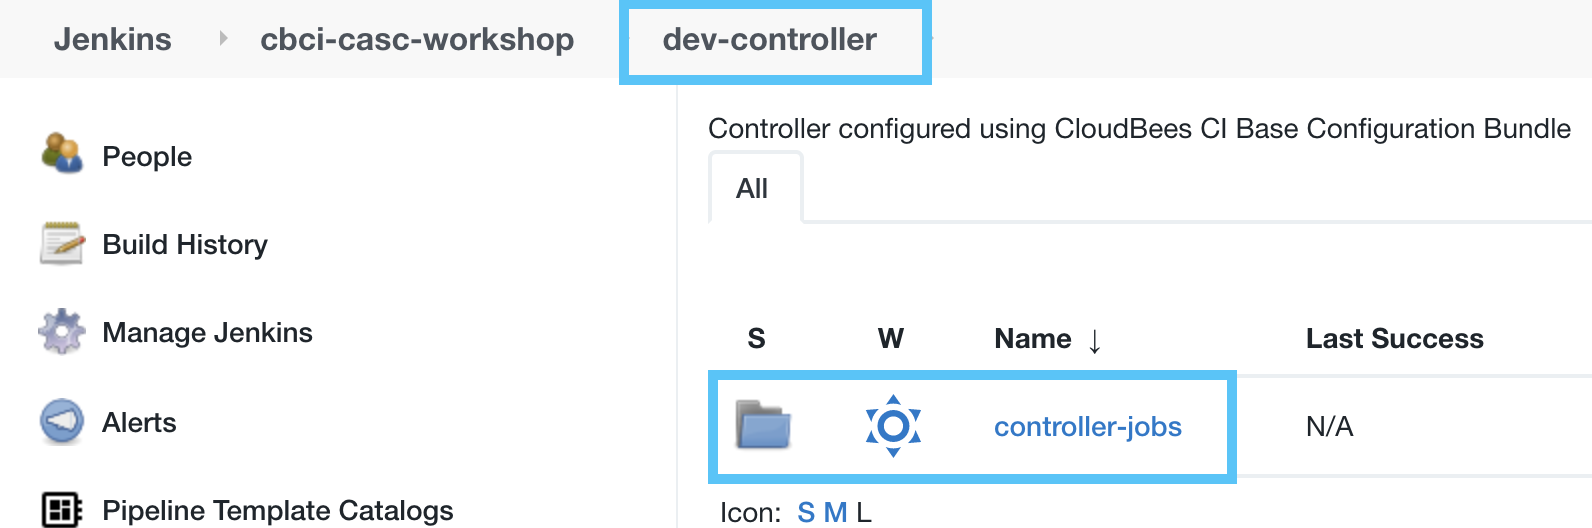 Jenkins cbci-casc-workshop dev-controller
People
Build History
Manage Jenkins
Alerts
Pipeline Template Catalogs
Controller configured using CloudBees CI Base Configuration Bundle
All
S W Name ↓ Last Success
controller-jobs N/A
Icon: S M L